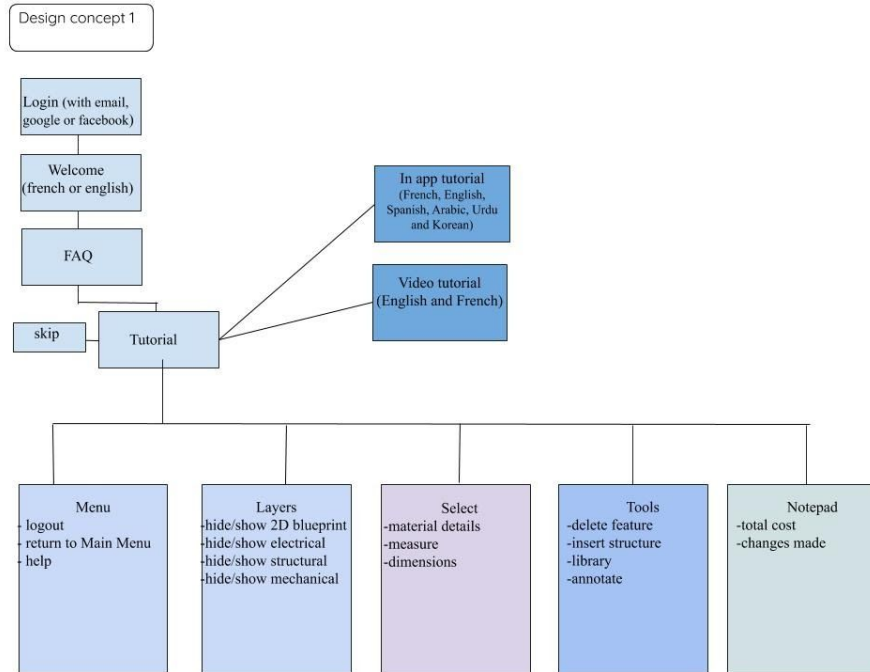 Design concept 1
Login (with email,
google or facebook)
Welcome
(french or english)
FAQ
skip
Tutorial
In app tutorial
(French, English,
Spanish, Arabic, Urdu
and Korean)
Video tutorial
(English and French)
Menu
- logout
- return to Main Menu
- help
Layers
-hide/show 2D blueprint
-hide/show electrical
-hide/show structural
-hide/show mechanical
Select
-material details
-measure
-dimensions
Tools
-delete feature
-insert structure
-library
-annotate
Notepad
-total cost
-changes made